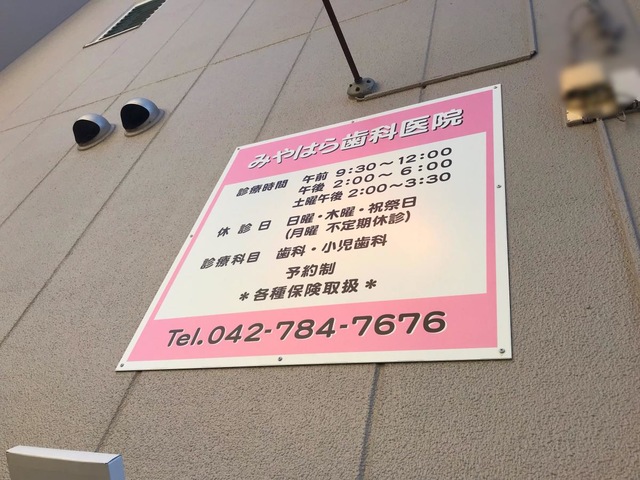 みやはら歯科医院
診療時間 午前 9:30〜12:00
午後 2:00〜 6:00
土曜午後 2:00〜3:30
休診日 日曜・木曜・祝祭日
(月曜 不定期休診)
診療科目 歯科・小児歯科
予約制
*各種保険取扱*
Tel.042-784-7676